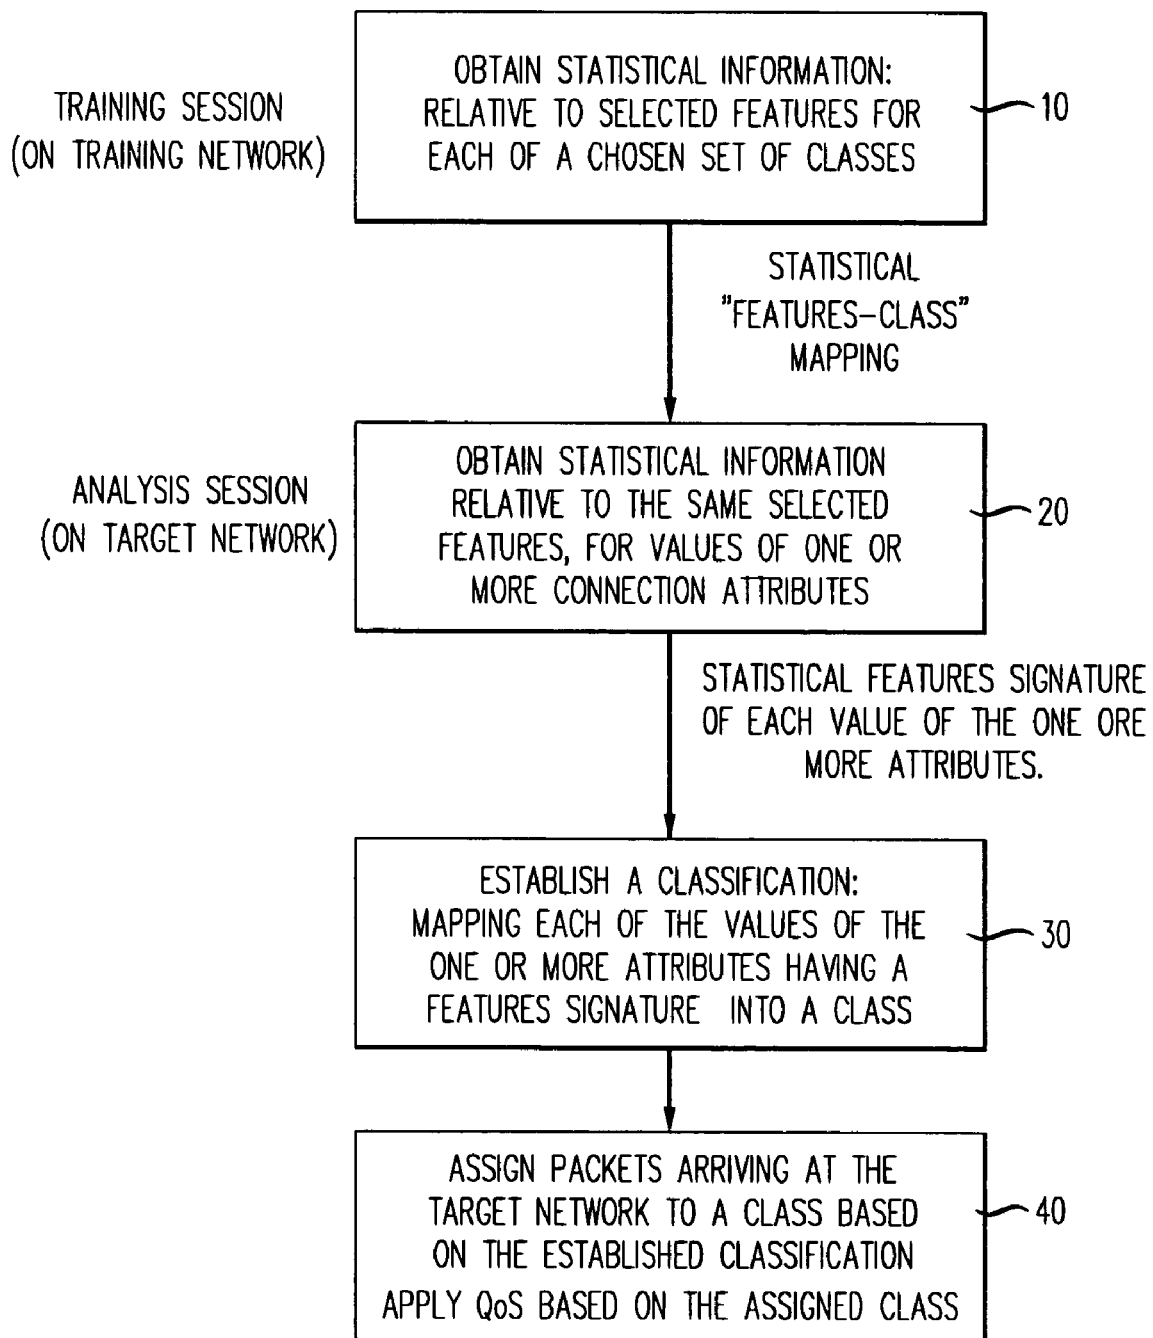 TRAINING SESSION
(ON TRAINING NETWORK)
OBTAIN STATISTICAL INFORMATION:
RELATIVE TO SELECTED FEATURES FOR
EACH OF A CHOSEN SET OF CLASSES
10
STATISTICAL
"FEATURES-CLASS"
MAPPING
ANALYSIS SESSION
(ON TARGET NETWORK)
OBTAIN STATISTICAL INFORMATION
RELATIVE TO THE SAME SELECTED
FEATURES, FOR VALUES OF ONE OR
MORE CONNECTION ATTRIBUTES
20
STATISTICAL FEATURES SIGNATURE
OF EACH VALUE OF THE ONE ORE
MORE ATTRIBUTES.
ESTABLISH A CLASSIFICATION:
MAPPING EACH OF THE VALUES OF THE
ONE OR MORE ATTRIBUTES HAVING A
FEATURES SIGNATURE INTO A CLASS
30
ASSIGN PACKETS ARRIVING AT THE
TARGET NETWORK TO A CLASS BASED
ON THE ESTABLISHED CLASSIFICATION
APPLY QoS BASED ON THE ASSIGNED CLASS
40